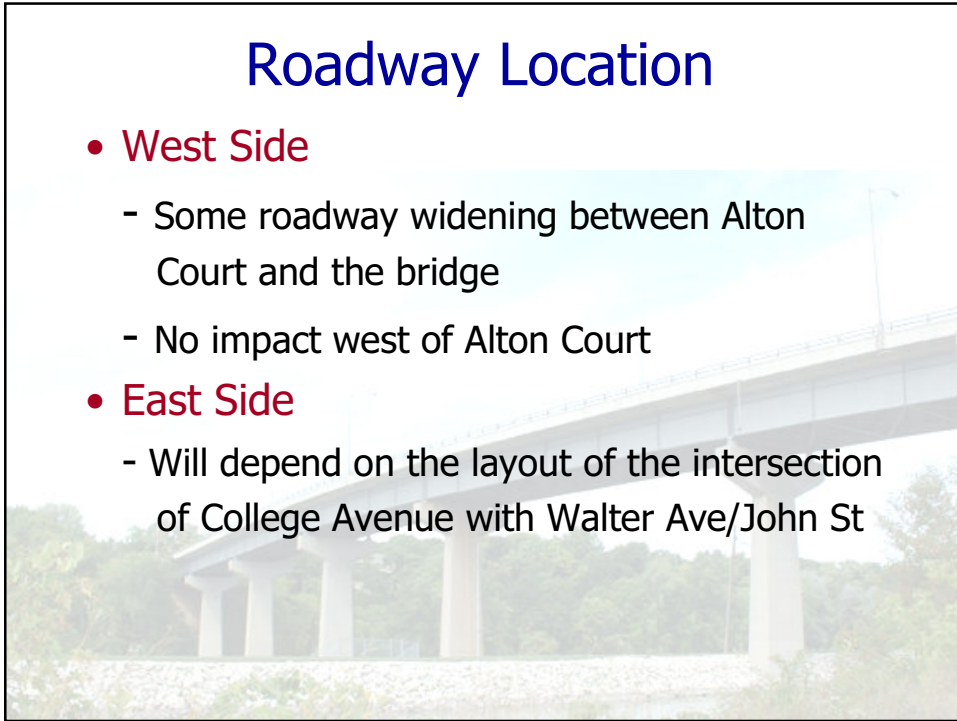 Roadway Location
• West Side
- Some roadway widening between Alton
Court and the bridge
- No impact west of Alton Court
• East Side
- Will depend on the layout of the intersection
of College Avenue with Walter Ave/John St